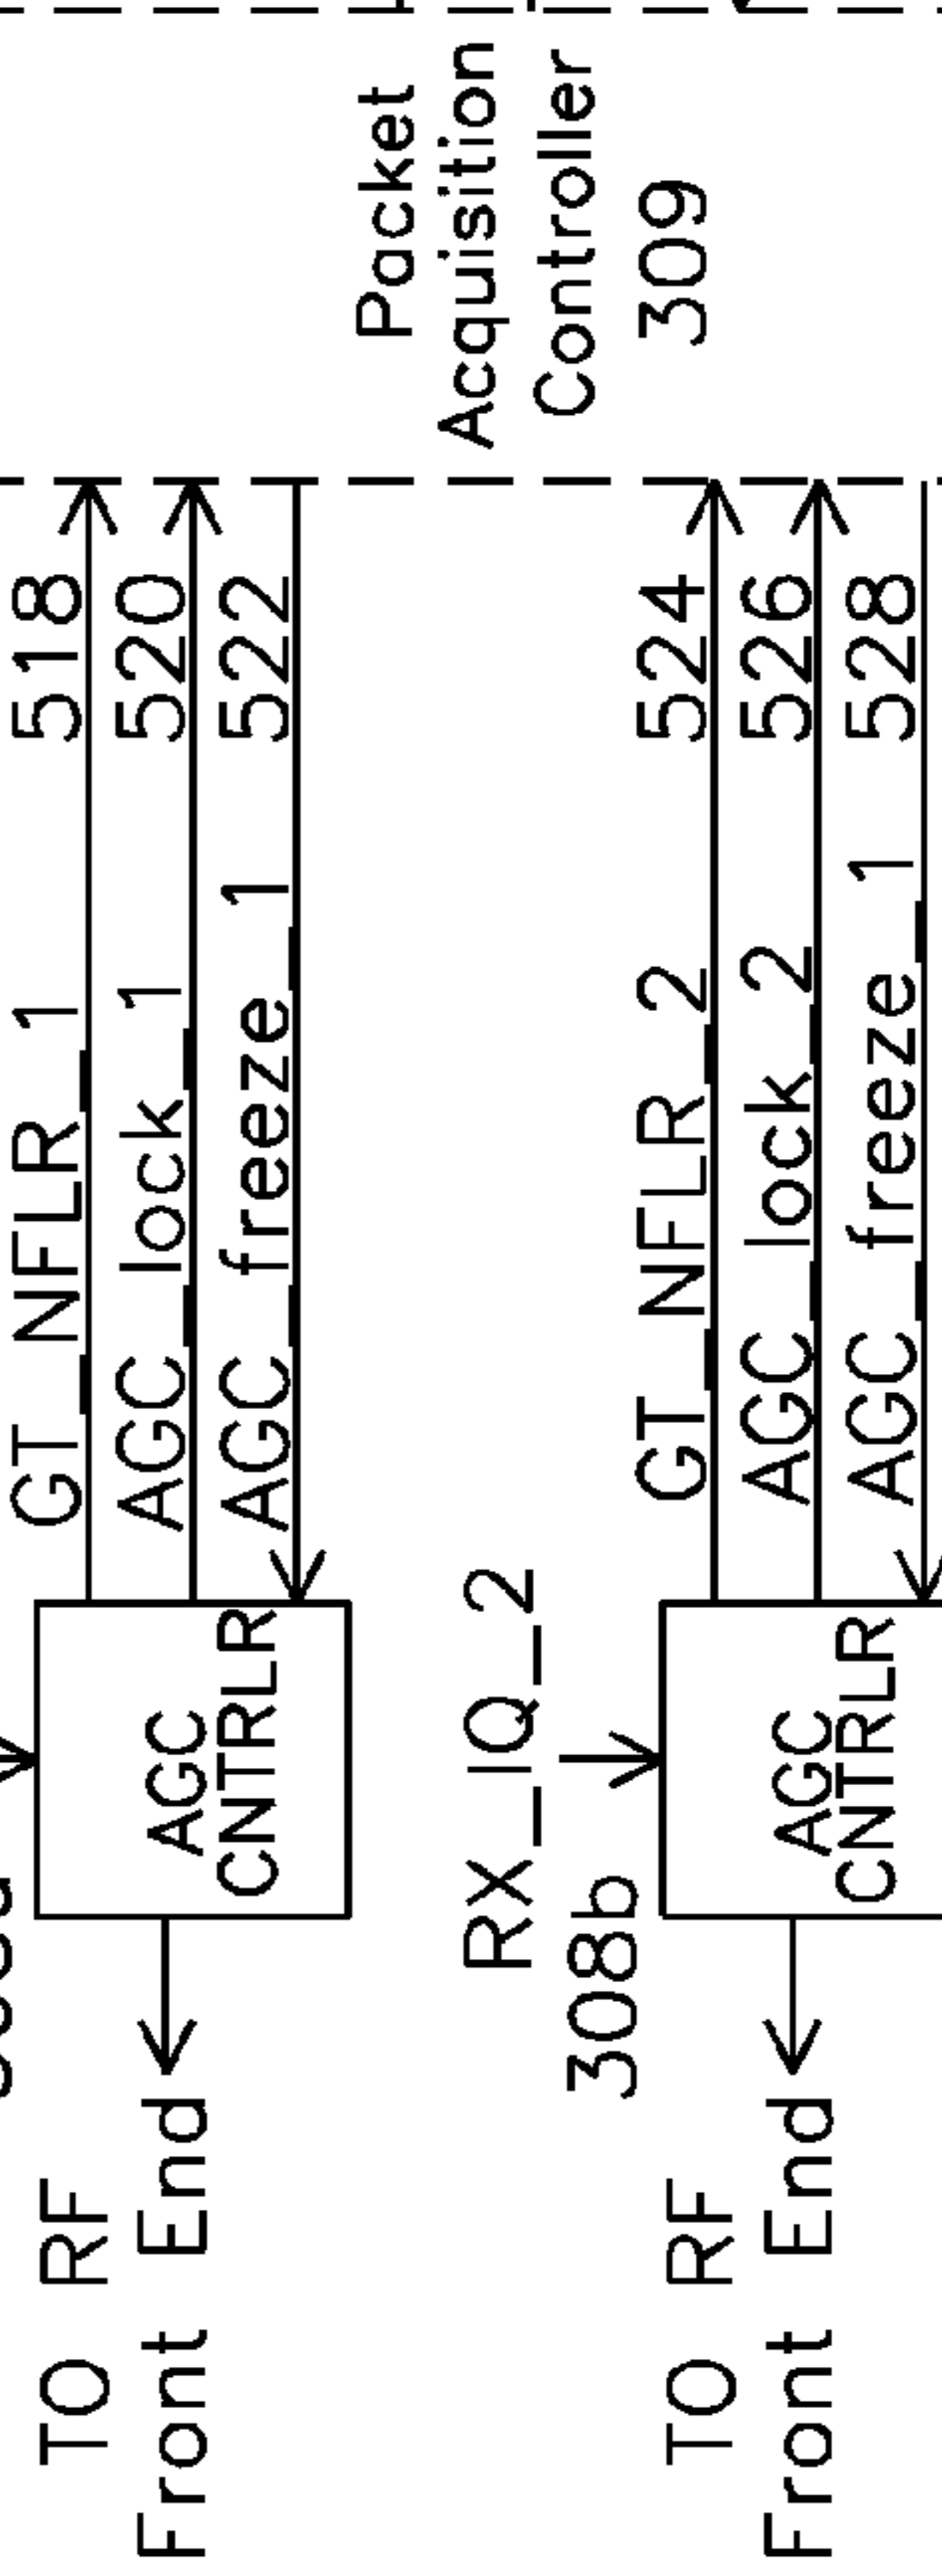 GT_NFLR_1 518
AGC_lock_1 520
AGC_freeze_1 522
AGC
CNTRLR
TO RF
Front End
Packet
Acquisition
Controller
309
RX_IQ_2
308b
GT_NFLR_2 524
AGC_lock_2 526
AGC_freeze_1 528
AGC
CNTRLR
TO RF
Front End